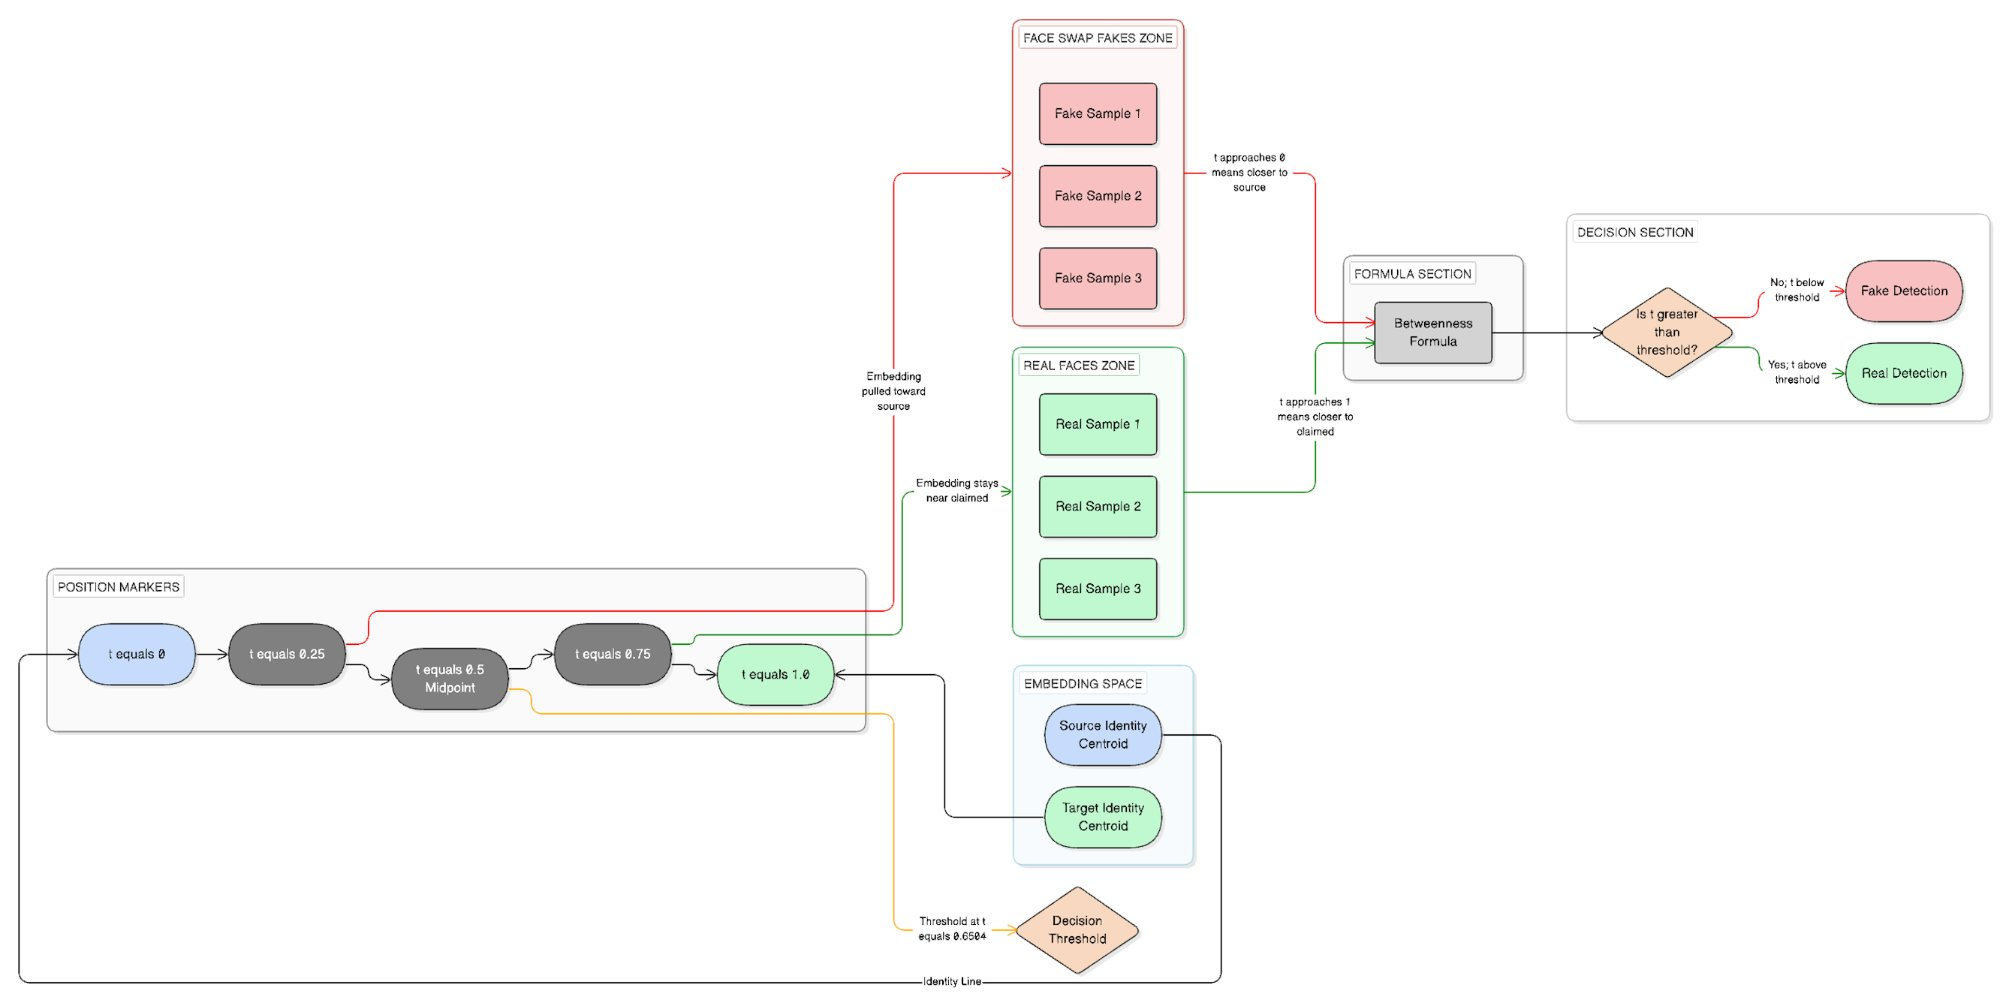 FACE SWAP FAKES ZONE
Fake Sample 1
Fake Sample 2
Fake Sample 3
t approaches 0
means closer to
source
DECISION SECTION
Is t greater
than
threshold?
No; t below
threshold
Fake Detection
Yes; t above
threshold
Real Detection
FORMULA SECTION
Betweenness
Formula
REAL FACES ZONE
Real Sample 1
Real Sample 2
Real Sample 3
t approaches 1
means closer to
claimed
Embedding
pulled toward
source
Embedding stays
near claimed
POSITION MARKERS
t equals 0
t equals 0.25
t equals 0.5
Midpoint
t equals 0.75
t equals 1.0
EMBEDDING SPACE
Source Identity
Centroid
Target Identity
Centroid
Threshold at t
equals 0.6504
Decision
Threshold
Identity Line